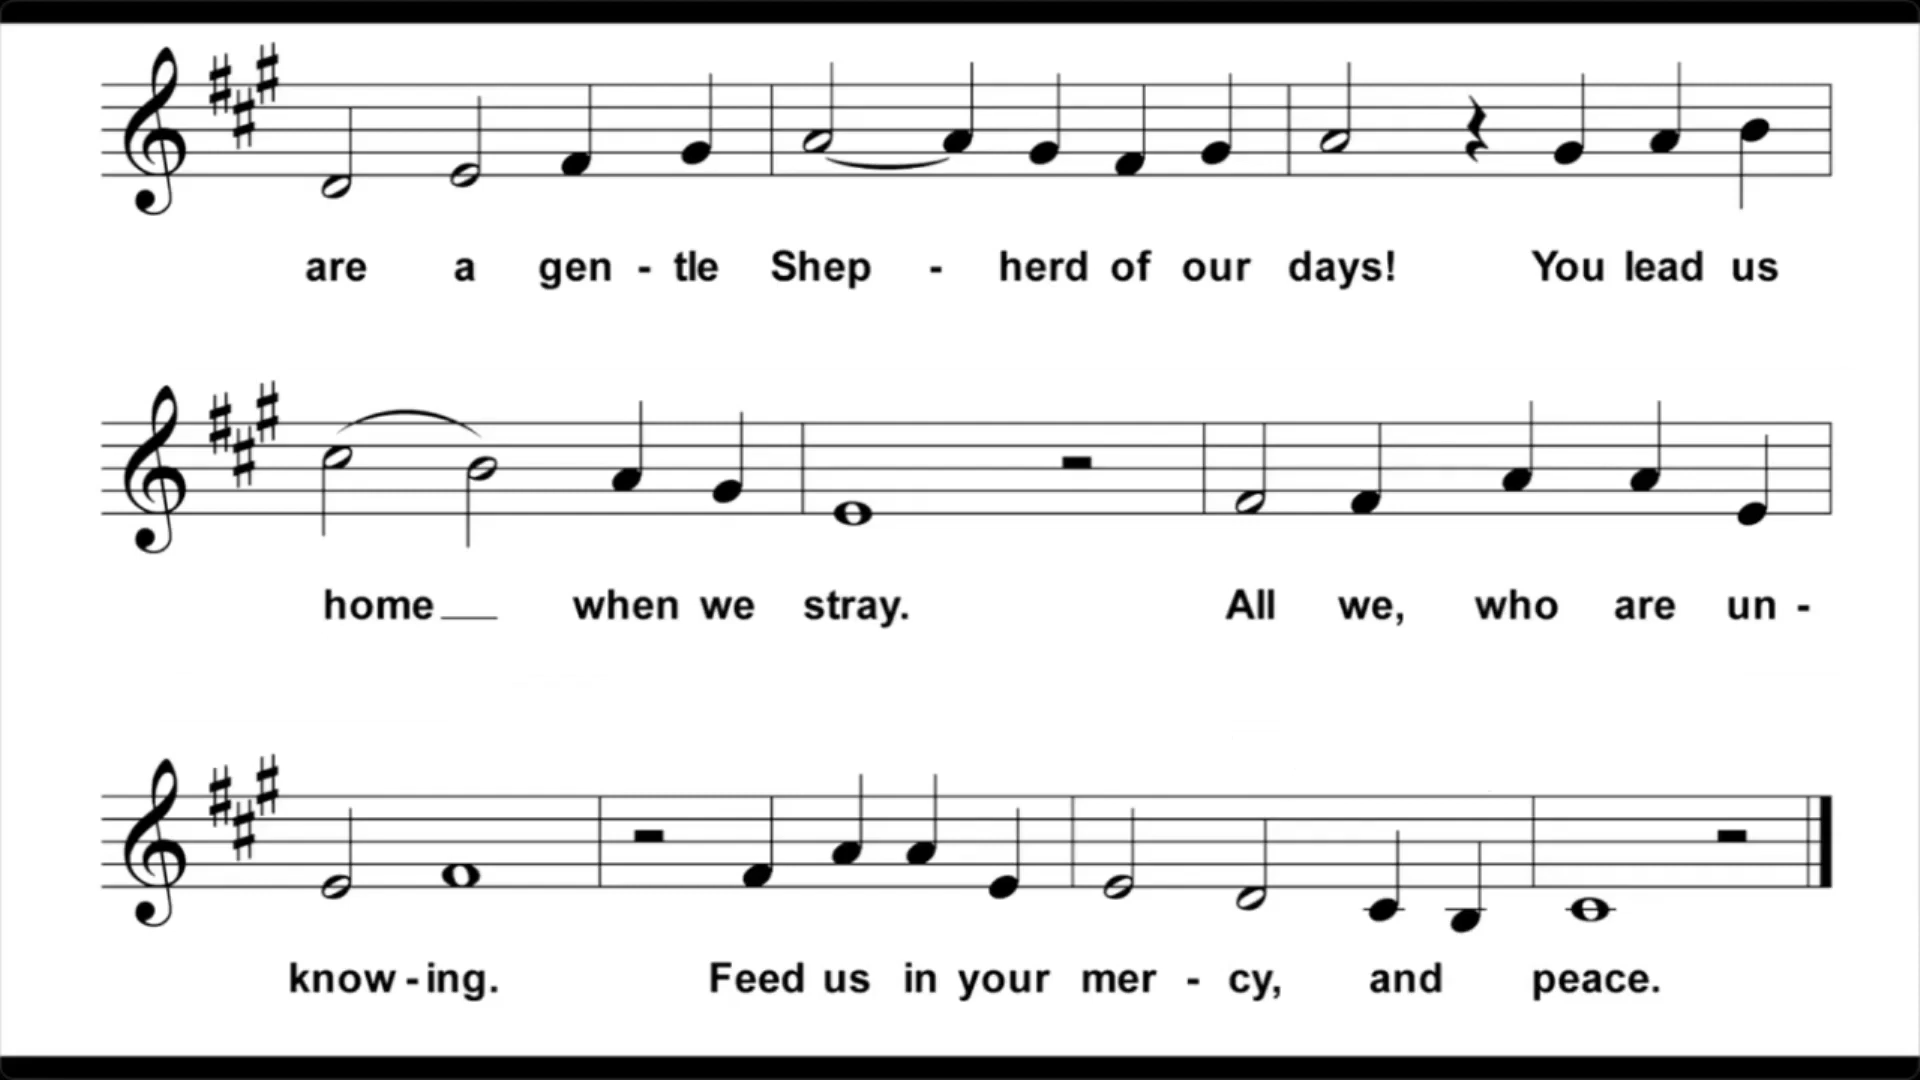 are a gen - tle Shep - herd of our days! You lead us
home__ when we stray. All we, who are un -
know - ing. Feed us in your mer - cy, and peace.